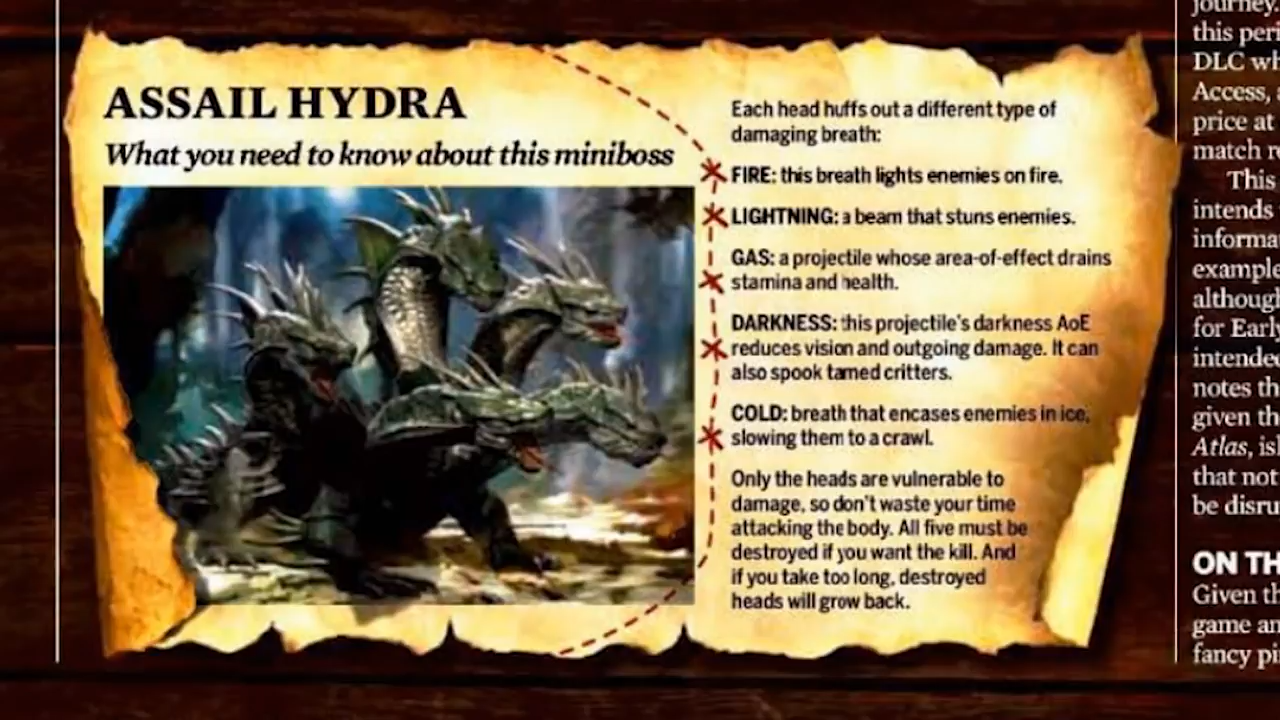 ASSAIL HYDRA
What you need to know about this miniboss
Each head huffs out a different type of
damaging breath:
FIRE: this breath lights enemies on fire.
LIGHTNING: a beam that stuns enemies.
GAS: a projectile whose area-of-effect drains
stamina and health.
DARKNESS: this projectile's darkness AoE
reduces vision and outgoing damage. It can
also spook tamed critters.
COLD: breath that encases enemies in ice,
slowing them to a crawl.
Only the heads are vulnerable to
damage, so don't waste your time
attacking the body. All five must be
destroyed if you want the kill. And
if you take too long, destroyed
heads will grow back.
journey.
this peri
DLC wh
Access,
price at
match re
This
intends
informa
example
although
for Early
intended
notes th
given th
Atlas, isl
that not
be disru
ON TH
Given th
game an
fancy pi